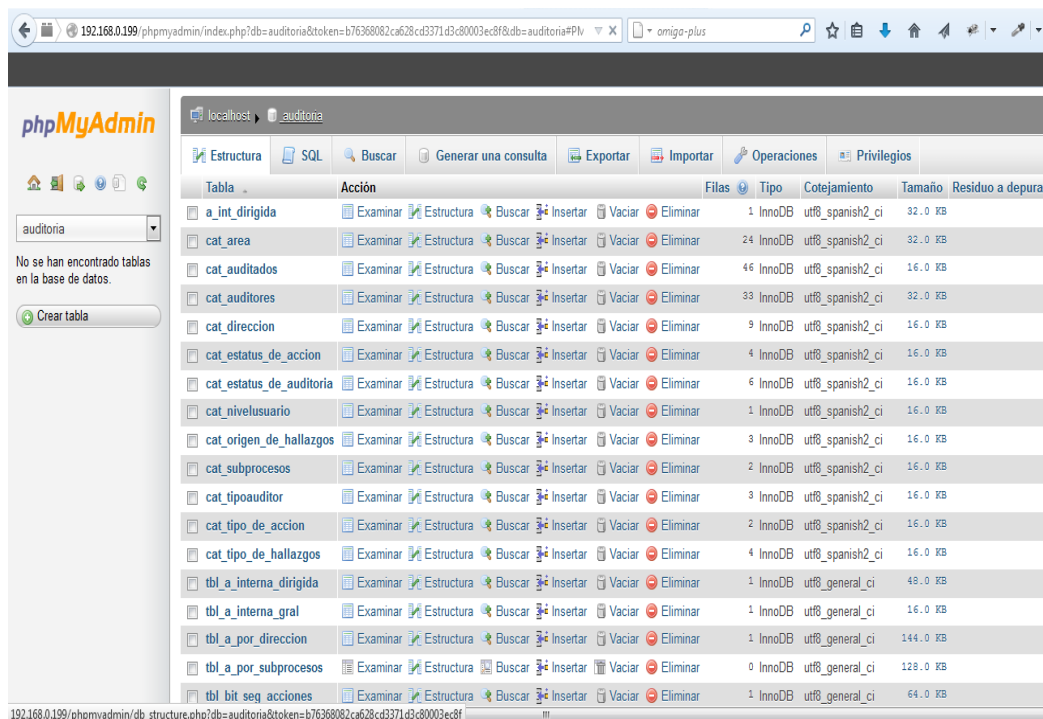 192.168.0.199/phpmyadmin/index.php?db=auditoria&token=b76368082ca628cd3371d3c80003ec8f&db=auditoria#PM
omiga-plus
phpMyAdmin
auditoria
No se han encontrado tablas
en la base de datos.
Crear tabla
localhost auditoria
Estructura SQL Buscar Generar una consulta Exportar Importar Operaciones Privilegios
Tabla Acción Filas Tipo Cotejamiento Tamaño Residuo a depura
a_int_dirigida Examinar Estructura Buscar Insertar Vaciar Eliminar 1 InnoDB utf8_spanish2_ci 32.0 KB
cat_area Examinar Estructura Buscar Insertar Vaciar Eliminar 24 InnoDB utf8_spanish2_ci 32.0 KB
cat_auditados Examinar Estructura Buscar Insertar Vaciar Eliminar 46 InnoDB utf8_spanish2_ci 16.0 KB
cat_auditores Examinar Estructura Buscar Insertar Vaciar Eliminar 33 InnoDB utf8_spanish2_ci 32.0 KB
cat_direccion Examinar Estructura Buscar Insertar Vaciar Eliminar 9 InnoDB utf8_spanish2_ci 16.0 KB
cat_estatus_de_accion Examinar Estructura Buscar Insertar Vaciar Eliminar 4 InnoDB utf8_spanish2_ci 16.0 KB
cat_estatus_de_auditoria Examinar Estructura Buscar Insertar Vaciar Eliminar 6 InnoDB utf8_spanish2_ci 16.0 KB
cat_nivelusuario Examinar Estructura Buscar Insertar Vaciar Eliminar 1 InnoDB utf8_spanish2_ci 16.0 KB
cat_origen_de_hallazgos Examinar Estructura Buscar Insertar Vaciar Eliminar 3 InnoDB utf8_spanish2_ci 16.0 KB
cat_subprocesos Examinar Estructura Buscar Insertar Vaciar Eliminar 2 InnoDB utf8_spanish2_ci 16.0 KB
cat_tipoauditor Examinar Estructura Buscar Insertar Vaciar Eliminar 3 InnoDB utf8_spanish2_ci 16.0 KB
cat_tipo_de_accion Examinar Estructura Buscar Insertar Vaciar Eliminar 2 InnoDB utf8_spanish2_ci 16.0 KB
cat_tipo_de_hallazgos Examinar Estructura Buscar Insertar Vaciar Eliminar 4 InnoDB utf8_spanish2_ci 16.0 KB
tbl_a_interna_dirigida Examinar Estructura Buscar Insertar Vaciar Eliminar 1 InnoDB utf8_general_ci 48.0 KB
tbl_a_interna_gral Examinar Estructura Buscar Insertar Vaciar Eliminar 1 InnoDB utf8_general_ci 16.0 KB
tbl_a_por_direccion Examinar Estructura Buscar Insertar Vaciar Eliminar 1 InnoDB utf8_general_ci 144.0 KB
tbl_a_por_subprocesos Examinar Estructura Buscar Insertar Vaciar Eliminar 0 InnoDB utf8_general_ci 128.0 KB
tbl_bit_seg_acciones Examinar Estructura Buscar Insertar Vaciar Eliminar 1 InnoDB utf8_general_ci 64.0 KB
192.168.0.199/phpmyadmin/db_structure.php?db=auditoria&token=b76368082ca628cd3371d3c80003ec8f